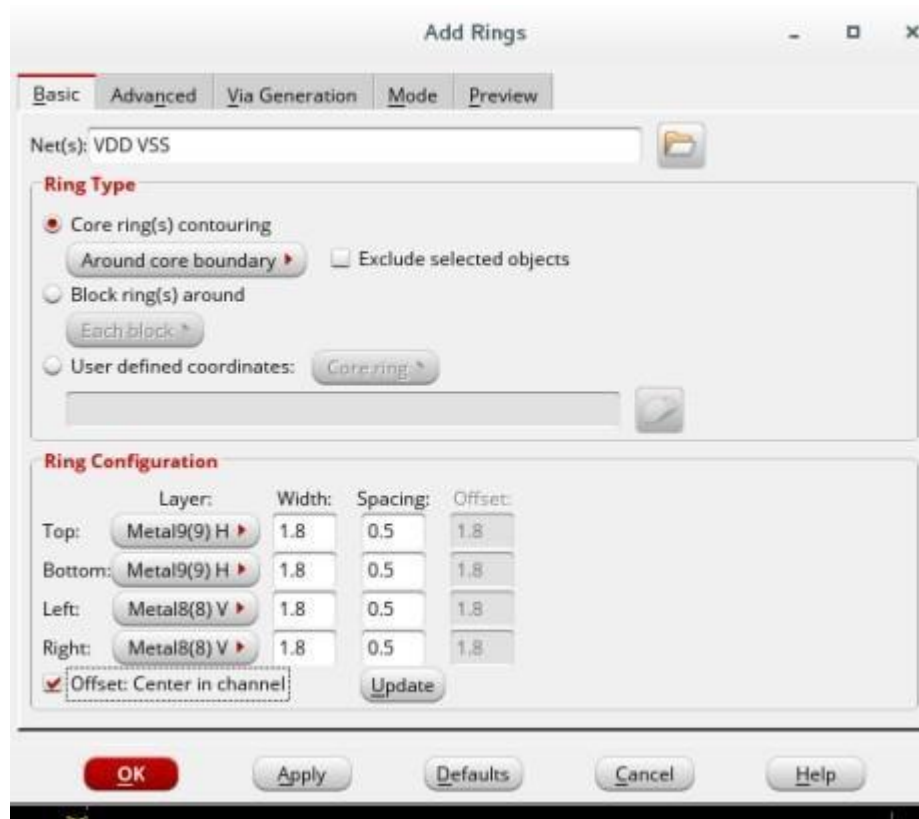 Add Rings
Basic Advanced Via Generation Mode Preview
Net(s): VDD VSS
Ring Type
Core ring(s) contouring
Around core boundary Exclude selected objects
Block ring(s) around
Each block
User defined coordinates: Core ring
Ring Configuration
Layer: Width: Spacing: Offset:
Top: Metal9(9) H 1.8 0.5 1.8
Bottom: Metal9(9) H 1.8 0.5 1.8
Left: Metal8(8) V 1.8 0.5 1.8
Right: Metal8(8) V 1.8 0.5 1.8
Offset: Center in channel Update
OK Apply Defaults Cancel Help